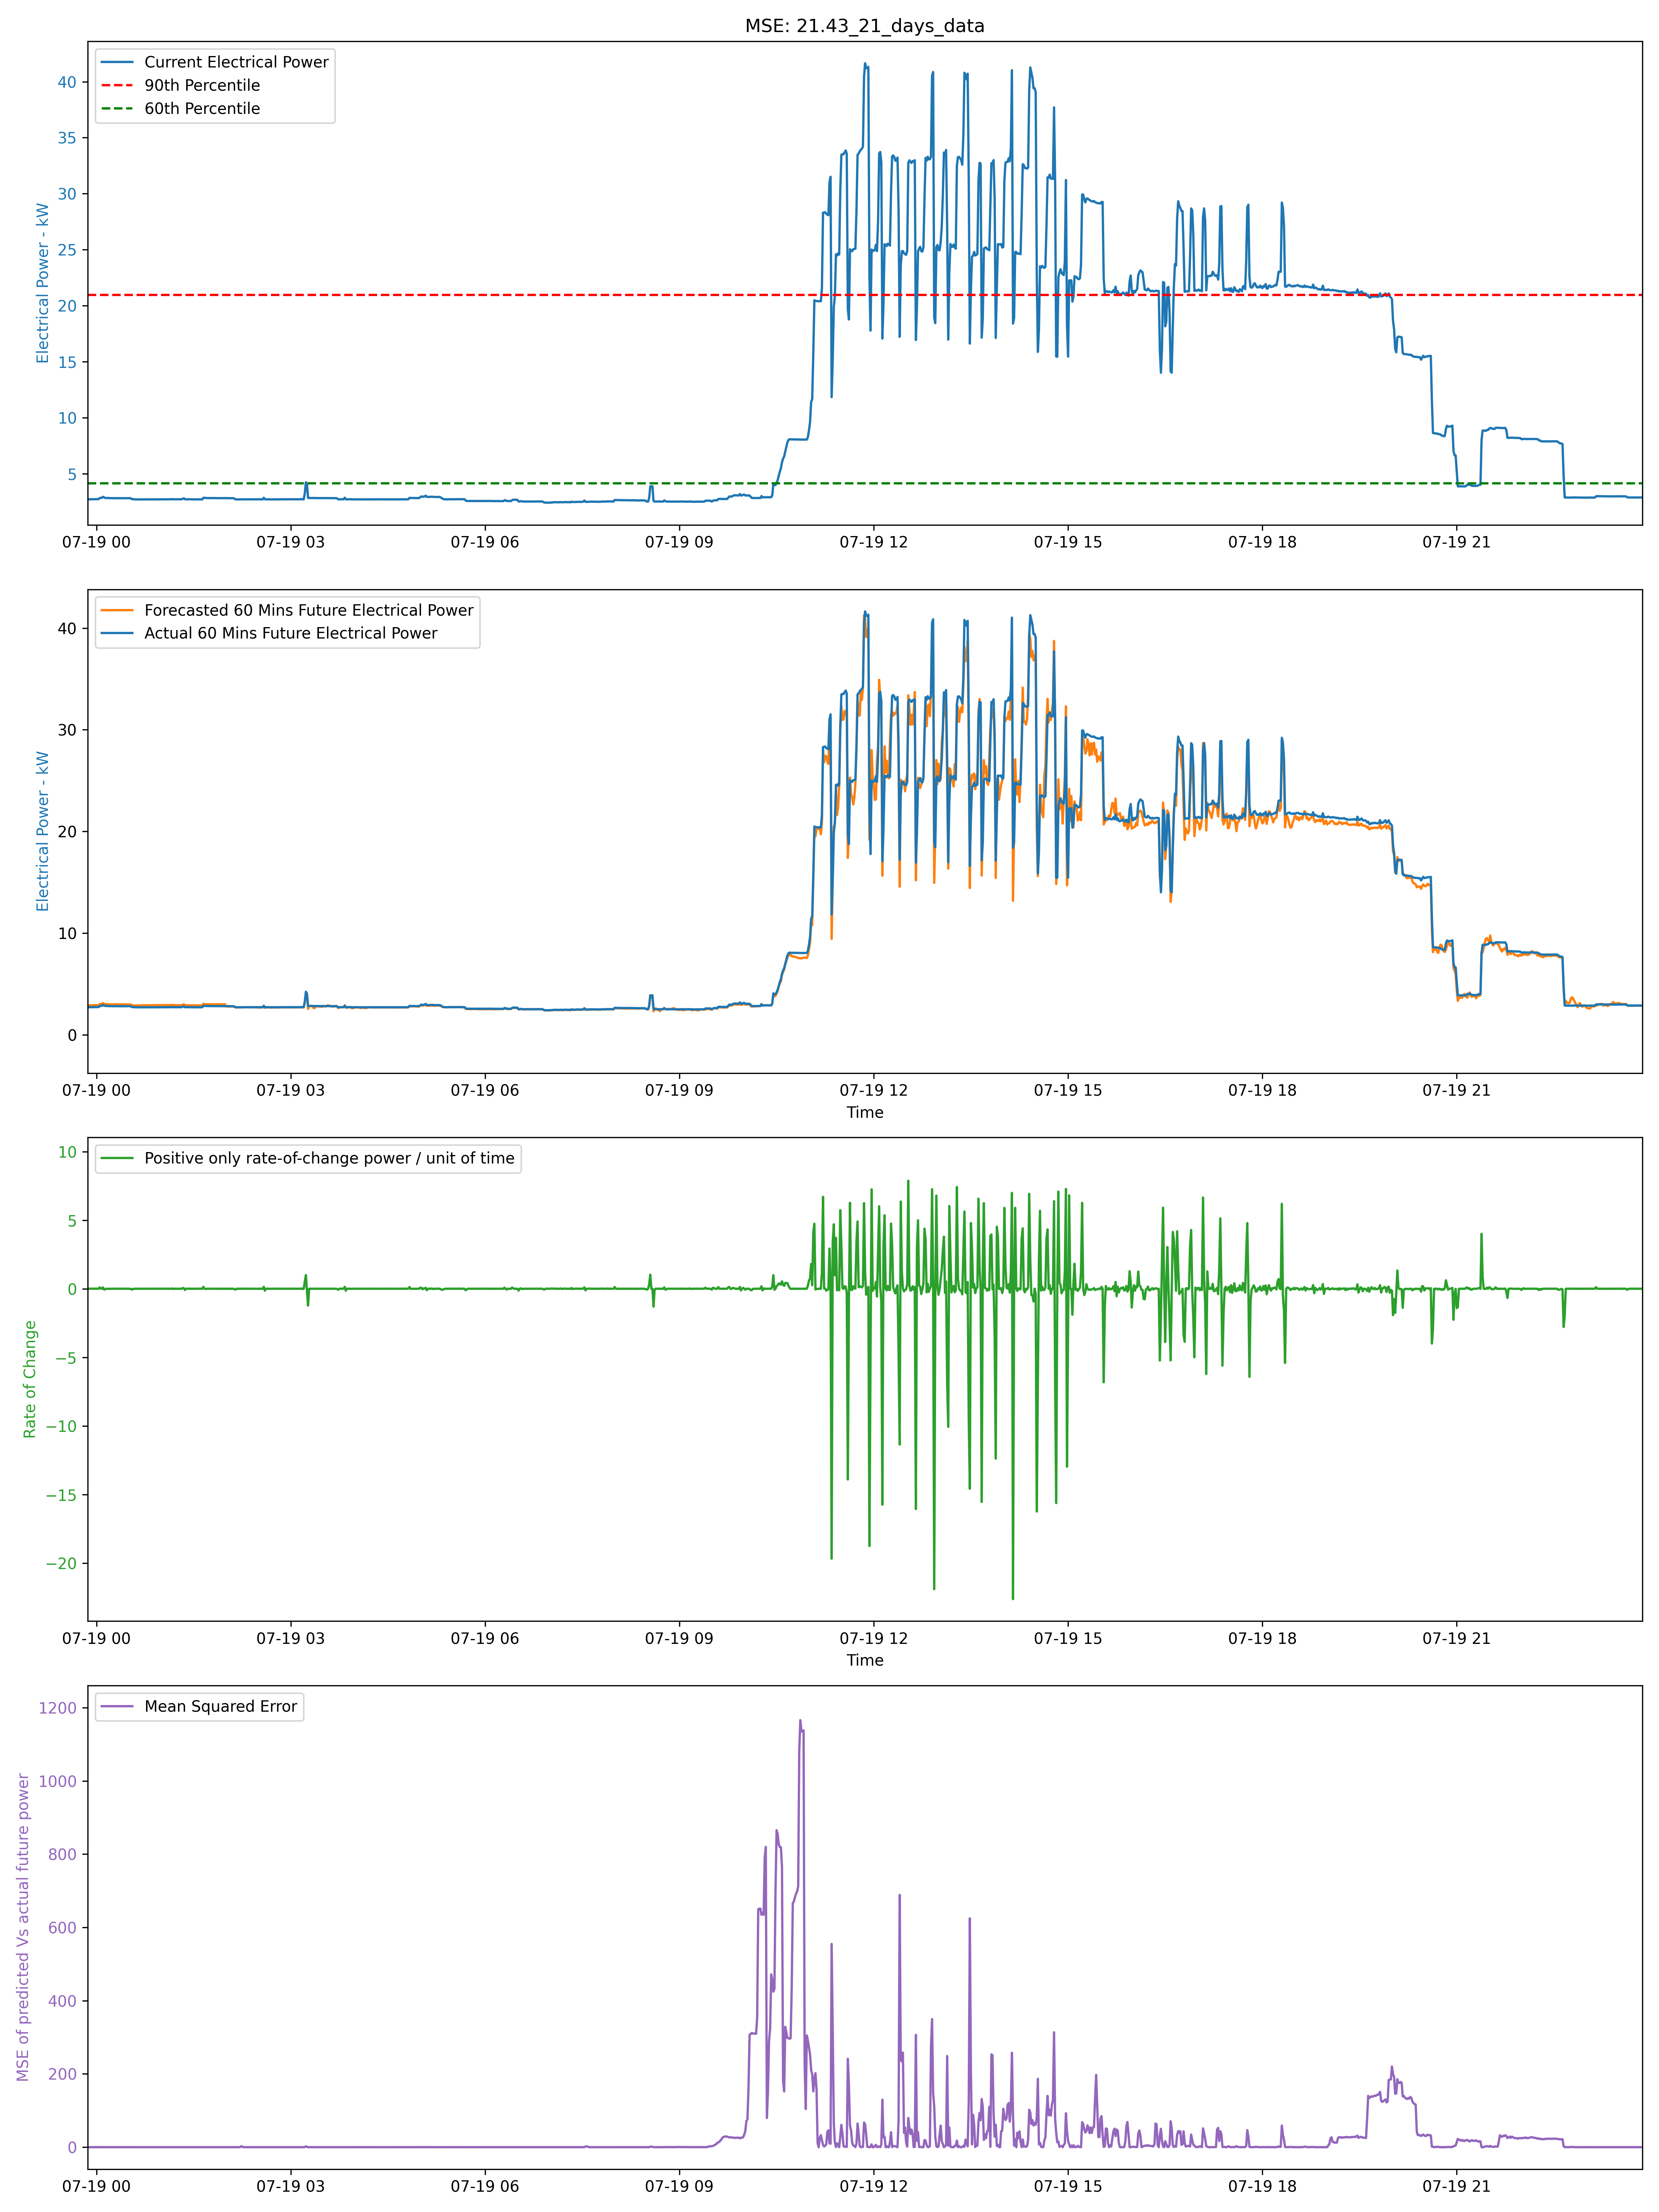 MSE: 21.43_21_days_data
Current Electrical Power
90th Percentile
60th Percentile
Electrical Power - kW
40
35
30
25
20
15
10
5
07-19 00 07-19 03 07-19 06 07-19 09 07-19 12 07-19 15 07-19 18 07-19 21
Forecasted 60 Mins Future Electrical Power
Actual 60 Mins Future Electrical Power
Electrical Power - kW
40
30
20
10
0
07-19 00 07-19 03 07-19 06 07-19 09 07-19 12 07-19 15 07-19 18 07-19 21
Time
Positive only rate-of-change power / unit of time
Rate of Change
10
5
0
−5
−10
−15
−20
07-19 00 07-19 03 07-19 06 07-19 09 07-19 12 07-19 15 07-19 18 07-19 21
Time
Mean Squared Error
MSE of predicted Vs actual future power
1200
1000
800
600
400
200
0
07-19 00 07-19 03 07-19 06 07-19 09 07-19 12 07-19 15 07-19 18 07-19 21